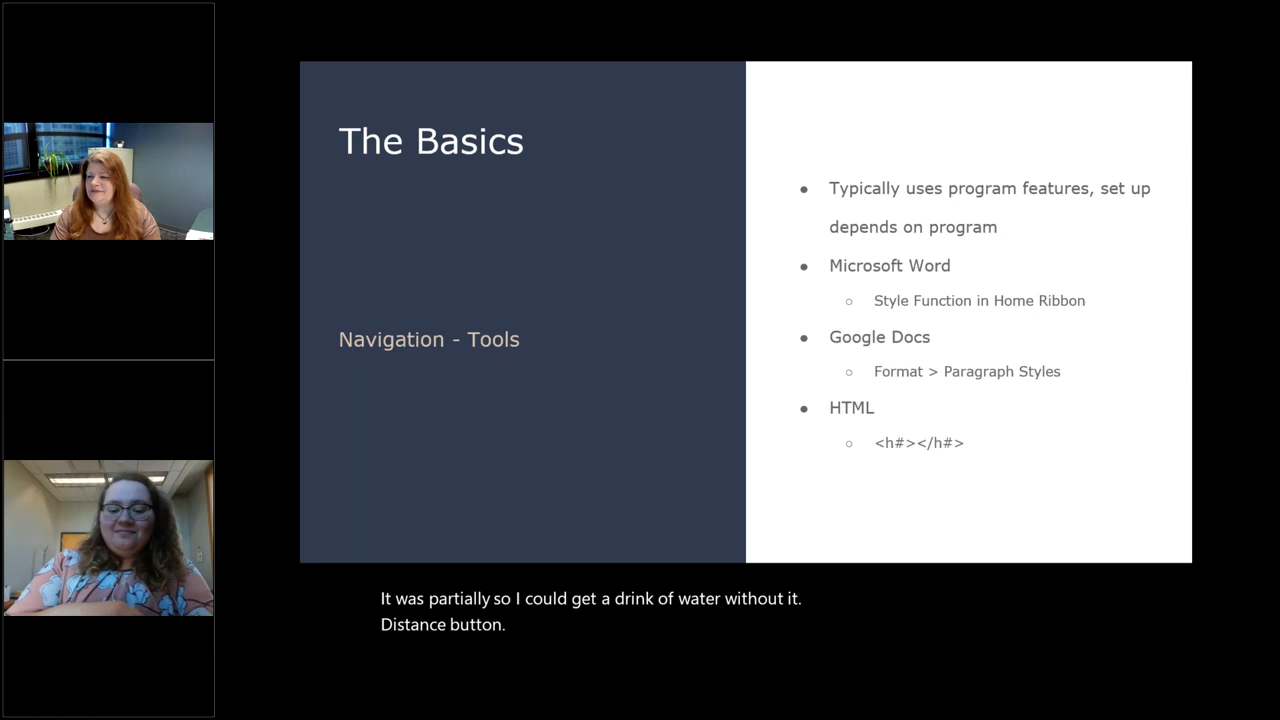 The Basics
Navigation - Tools
● Typically uses program features, set up
depends on program
● Microsoft Word
○ Style Function in Home Ribbon
● Google Docs
○ Format > Paragraph Styles
● HTML
○ <h#></h#>
It was partially so I could get a drink of water without it.
Distance button.